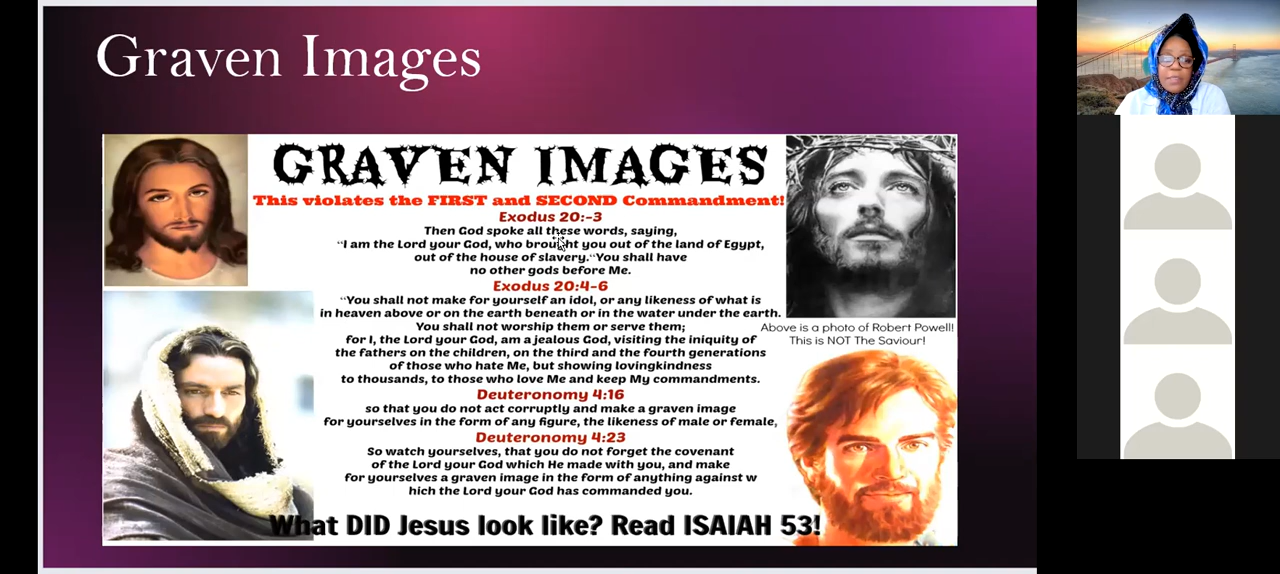 Graven Images
GRAVEN IMAGES
This violates the FIRST and SECOND Commandment!
Exodus 20:-3
Then God spoke all these words, saying,
"I am the Lord your God, who brought you out of the land of Egypt,
out of the house of slavery."You shall have
no other gods before Me.
Exodus 20:4-6
"You shall not make for yourself an idol, or any likeness of what is
in heaven above or on the earth beneath or in the water under the earth.
You shall not worship them or serve them;
for I, the Lord your God, am a jealous God, visiting the iniquity of
the fathers on the children, on the third and the fourth generations
of those who hate Me, but showing lovingkindness
to thousands, to those who love Me and keep My commandments.
Deuteronomy 4:16
so that you do not act corruptly and make a graven image
for yourselves in the form of any figure, the likeness of male or female,
Deuteronomy 4:23
So watch yourselves, that you do not forget the covenant
of the Lord your God which He made with you, and make
for yourselves a graven image in the form of anything against w
hich the Lord your God has commanded you.
Above is a photo of Robert Powell!
This is NOT The Saviour!
What DID Jesus look like? Read ISAIAH 53!